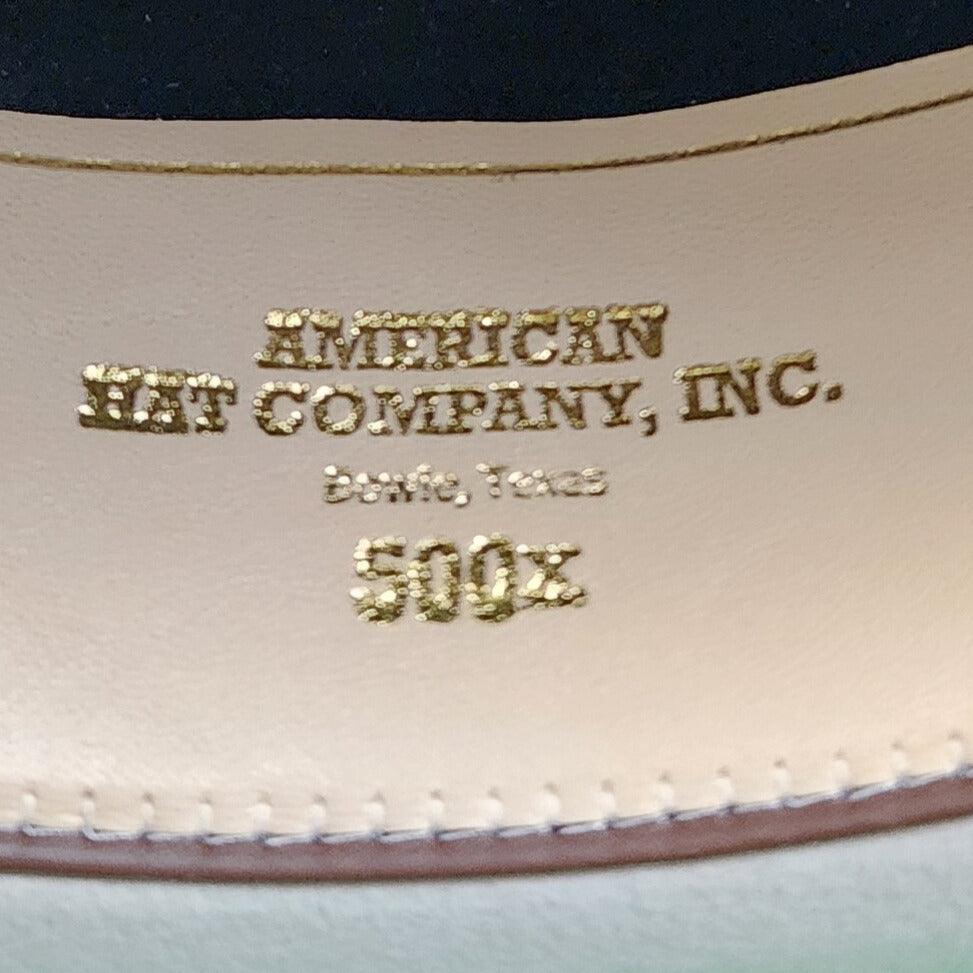 AMERICAN
HAT COMPANY, INC.
Bowie, Texas
500x